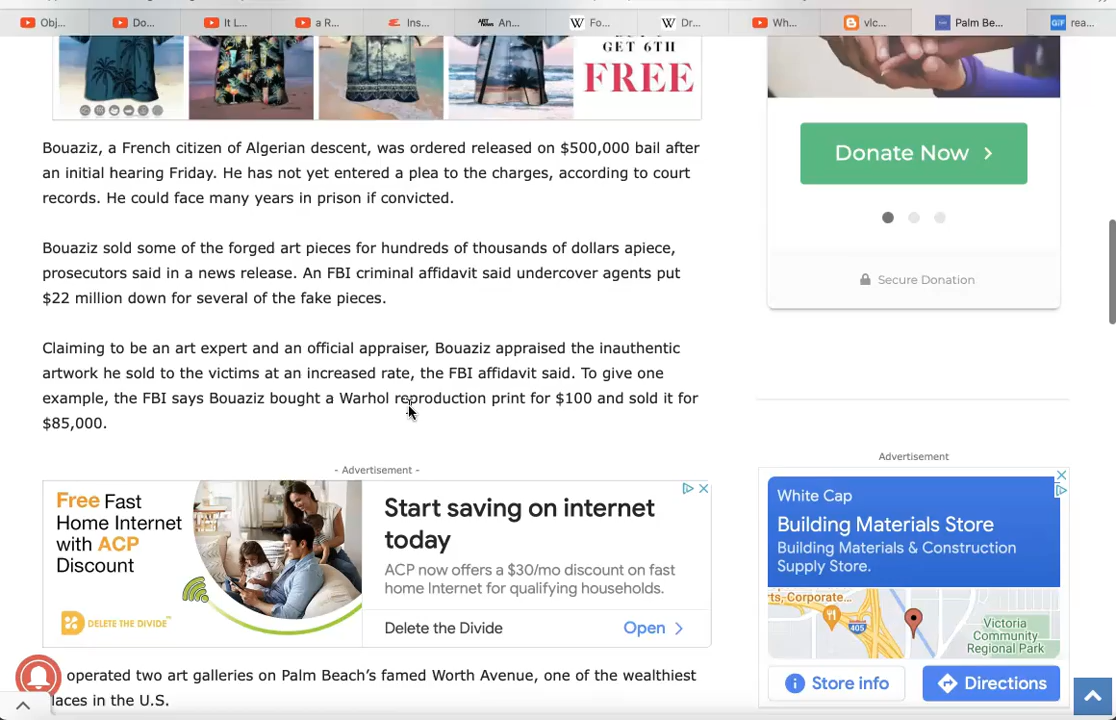 Obj...
Do...
It L...
a R...
Ins...
An...
Fo...
Dr...
Wh...
vlc...
Palm Be...
rea...
GET 6TH
FREE
Bouaziz, a French citizen of Algerian descent, was ordered released on $500,000 bail after
an initial hearing Friday. He has not yet entered a plea to the charges, according to court
records. He could face many years in prison if convicted.
Bouaziz sold some of the forged art pieces for hundreds of thousands of dollars apiece,
prosecutors said in a news release. An FBI criminal affidavit said undercover agents put
$22 million down for several of the fake pieces.
Claiming to be an art expert and an official appraiser, Bouaziz appraised the inauthentic
artwork he sold to the victims at an increased rate, the FBI affidavit said. To give one
example, the FBI says Bouaziz bought a Warhol reproduction print for $100 and sold it for
$85,000.
- Advertisement -
Free Fast
Home Internet
with ACP
Discount
DELETE THE DIVIDE
Start saving on internet
today
ACP now offers a $30/mo discount on fast
home Internet for qualifying households.
Delete the Divide
Open
operated two art galleries on Palm Beach's famed Worth Avenue, one of the wealthiest
laces in the U.S.
Donate Now
Secure Donation
Advertisement
White Cap
Building Materials Store
Building Materials & Construction
Supply Store.
rts, Corporate...
405
Victoria
Community
Regional Park
Store info
Directions